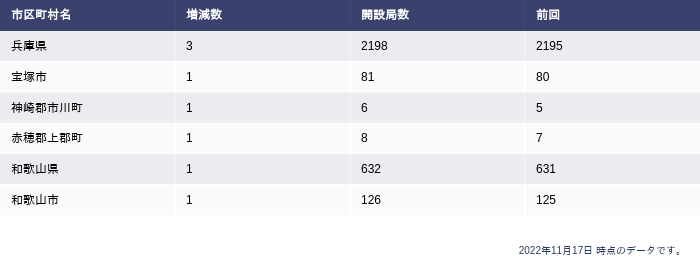 市区町村名 増減数 開設局数 前回
兵庫県 3 2198 2195
宝塚市 1 81 80
神崎郡市川町 1 6 5
赤穂郡上郡町 1 8 7
和歌山県 1 632 631
和歌山市 1 126 125
2022年11月17日 時点のデータです。